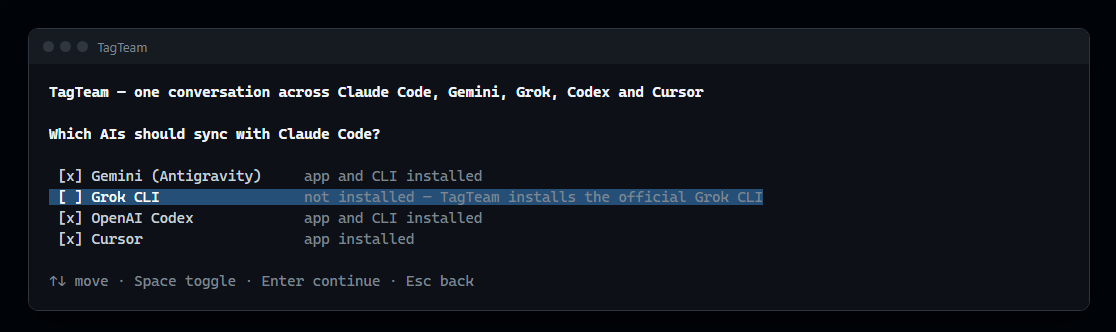 TagTeam
TagTeam — one conversation across Claude Code, Gemini, Grok, Codex and Cursor
Which AIs should sync with Claude Code?
[x] Gemini (Antigravity) app and CLI installed
[ ] Grok CLI not installed — TagTeam installs the official Grok CLI
[x] OpenAI Codex app and CLI installed
[x] Cursor app installed
↑↓ move · Space toggle · Enter continue · Esc back